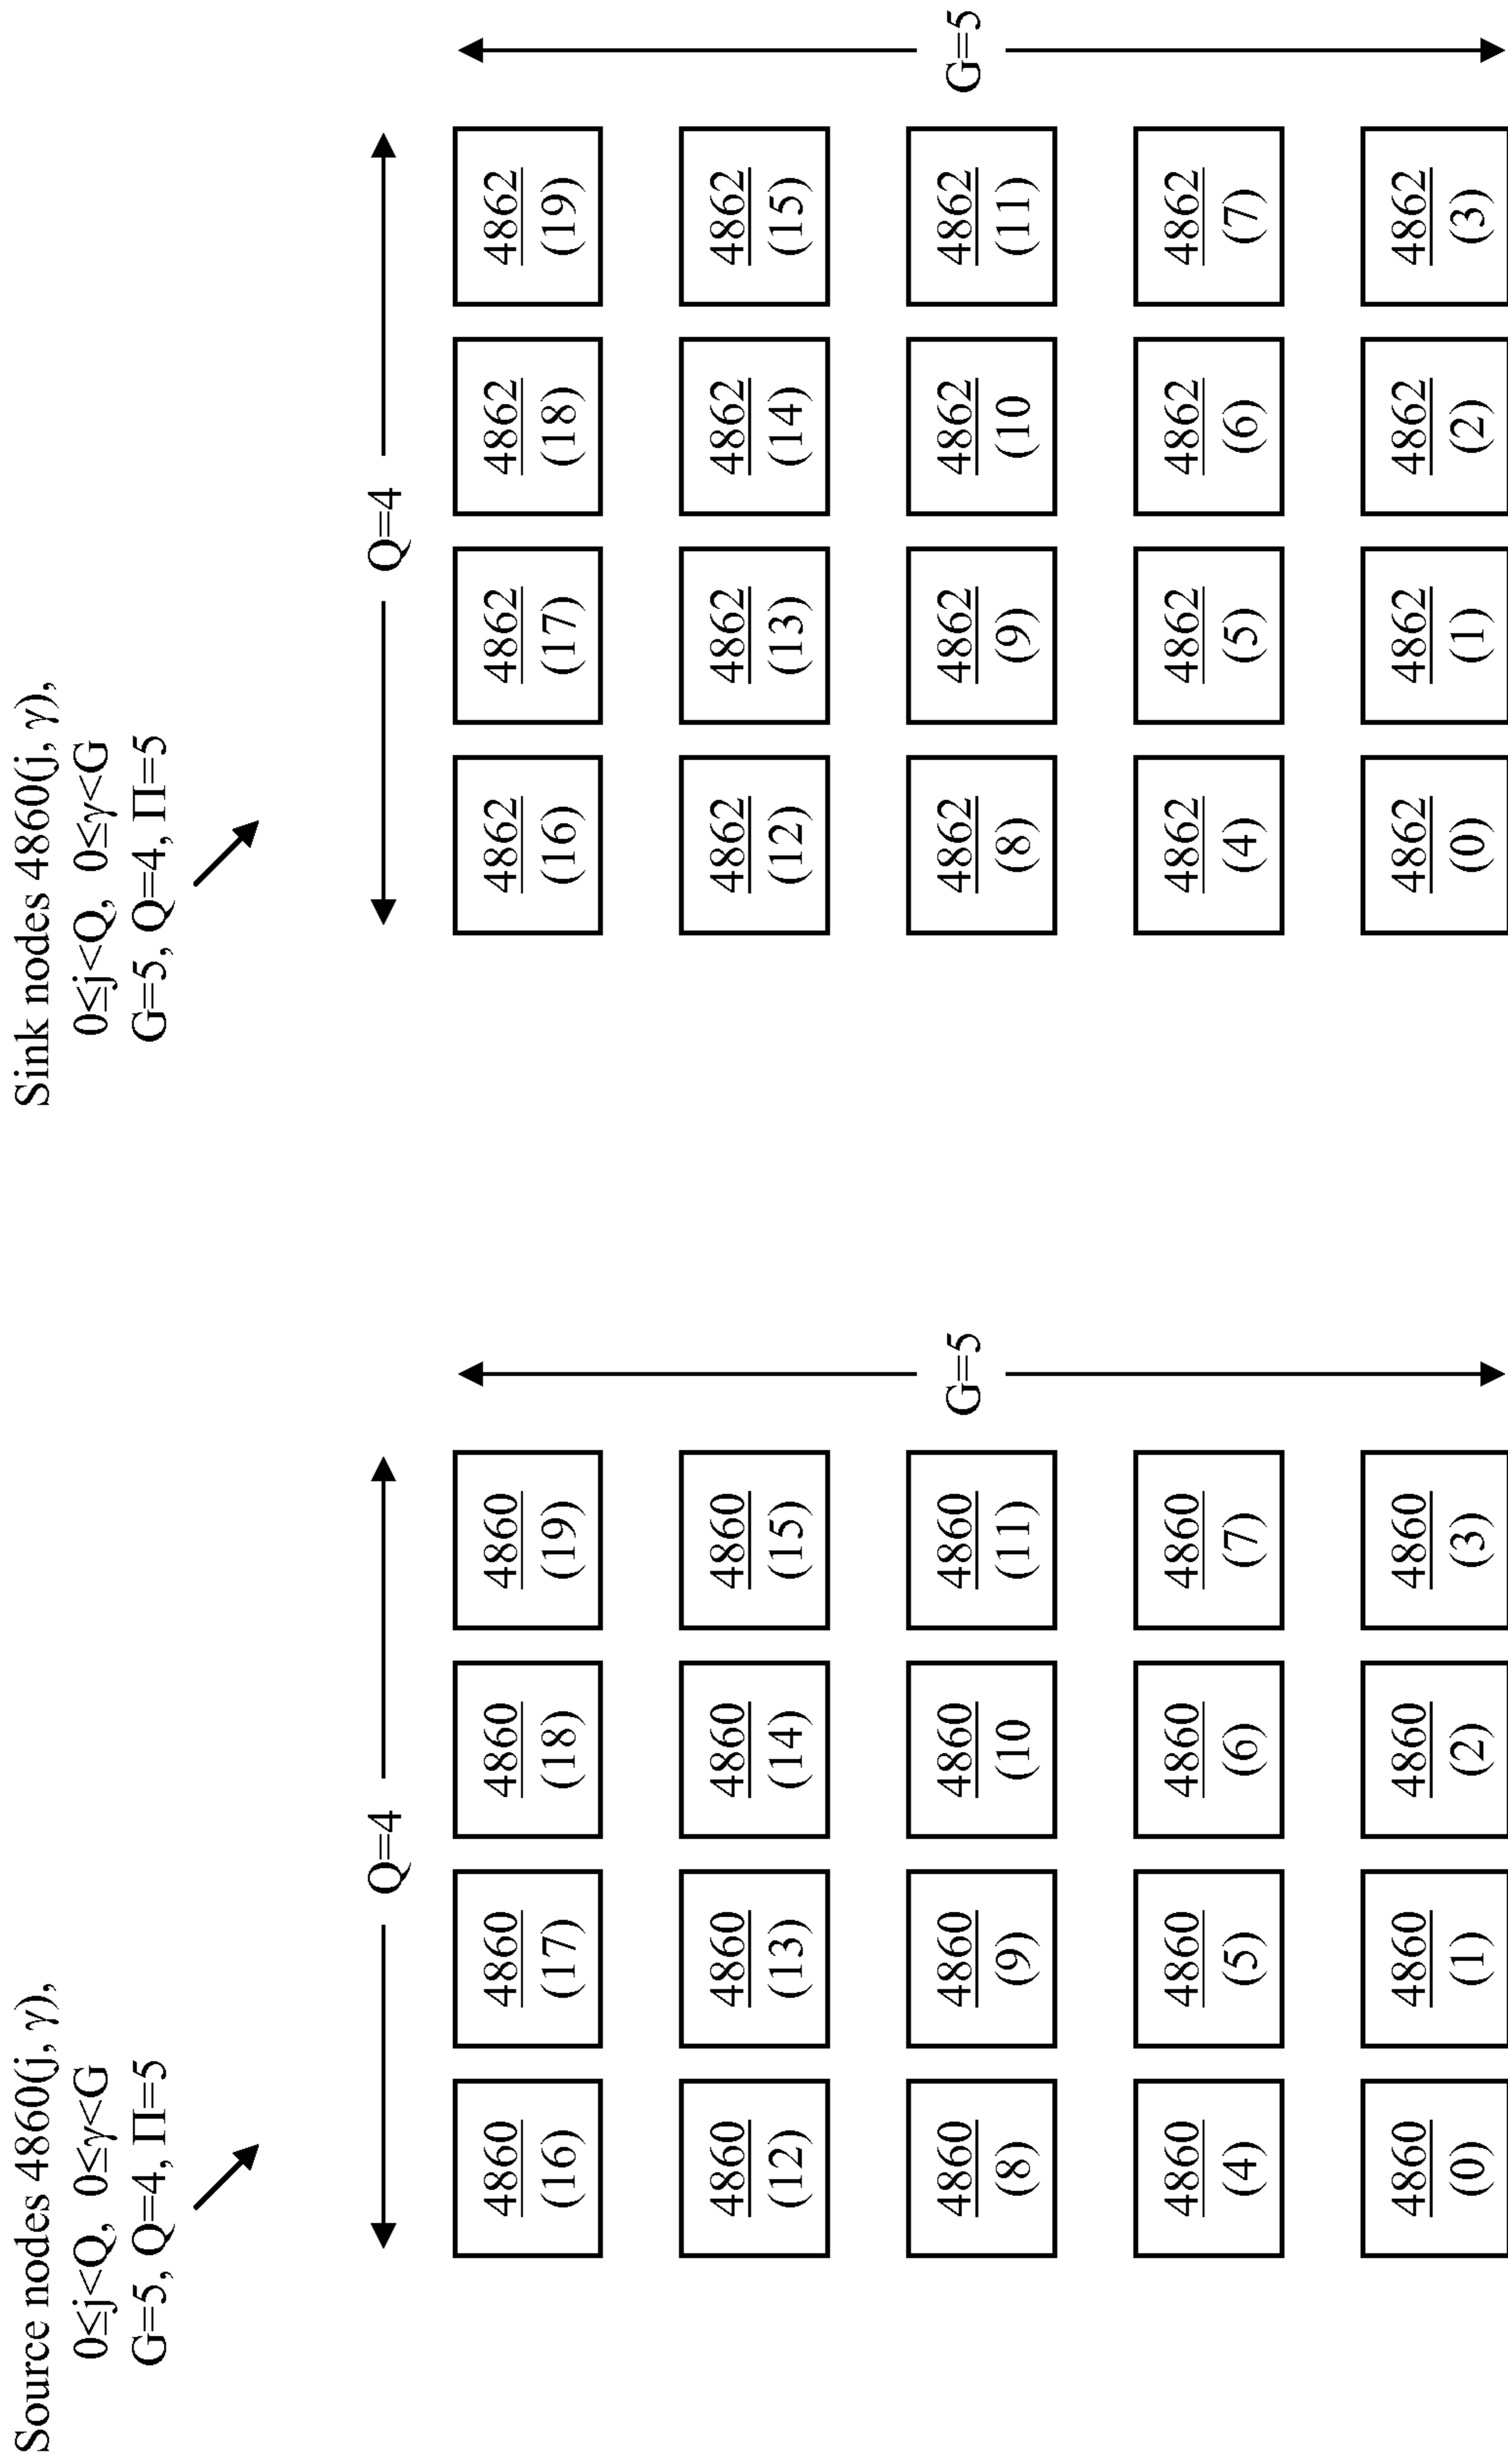 Source nodes 4860(j, γ),
0≤j<Q, 0≤γ<G
G=5, Q=4, Π=5
Q=4
4860 4860 4860 4860
(16) (17) (18) (19)
4860 4860 4860 4860
(12) (13) (14) (15)
4860 4860 4860 4860
(8) (9) (10 (11)
4860 4860 4860 4860
(4) (5) (6) (7)
4860 4860 4860 4860
(0) (1) (2) (3)
G=5
Sink nodes 4860(j, γ),
0≤j<Q, 0≤γ<G
G=5, Q=4, Π=5
Q=4
4862 4862 4862 4862
(16) (17) (18) (19)
4862 4862 4862 4862
(12) (13) (14) (15)
4862 4862 4862 4862
(8) (9) (10 (11)
4862 4862 4862 4862
(4) (5) (6) (7)
4862 4862 4862 4862
(0) (1) (2) (3)
G=5